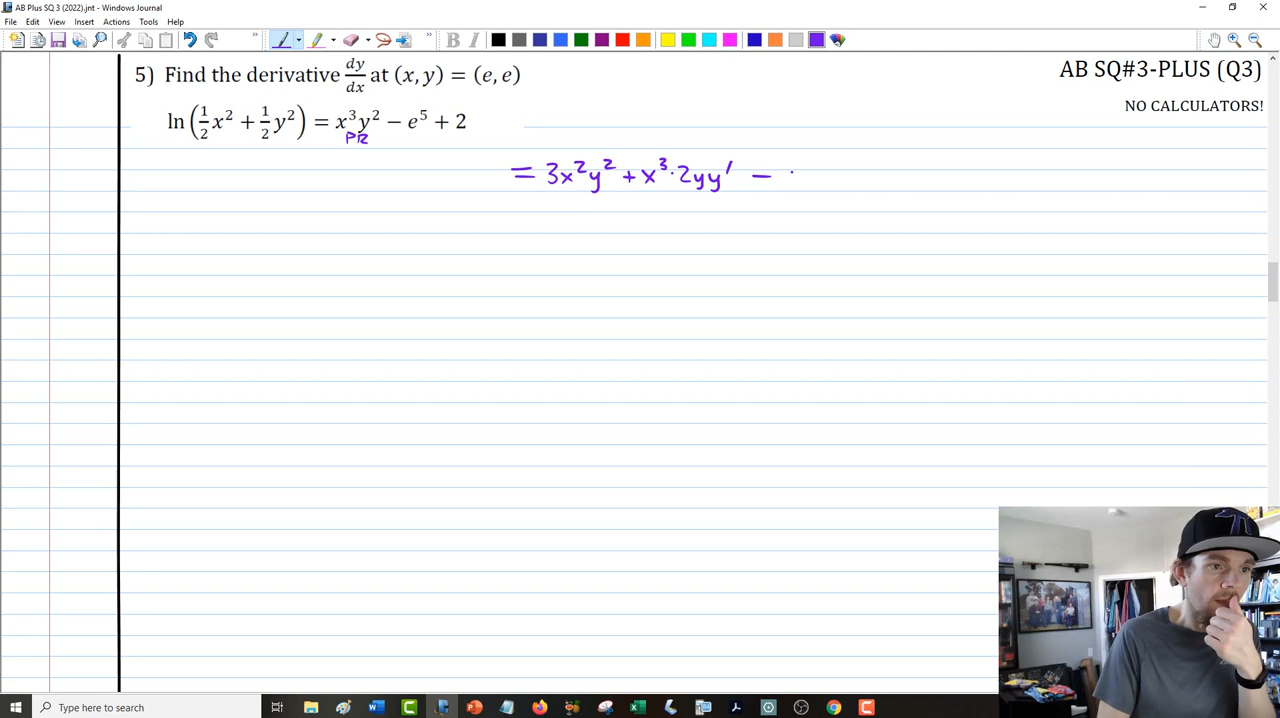 AB Plus SQ 3 (2022).jnt - Windows Journal
File Edit View Insert Actions Tools Help
5) Find the derivative dy/dx at (x, y) = (e, e)
AB SQ#3-PLUS (Q3)
NO CALCULATORS!
ln(1/2 x² + 1/2 y²) = x³y² − e⁵ + 2
PR
= 3x²y² + x³·2yy′ −
Type here to search